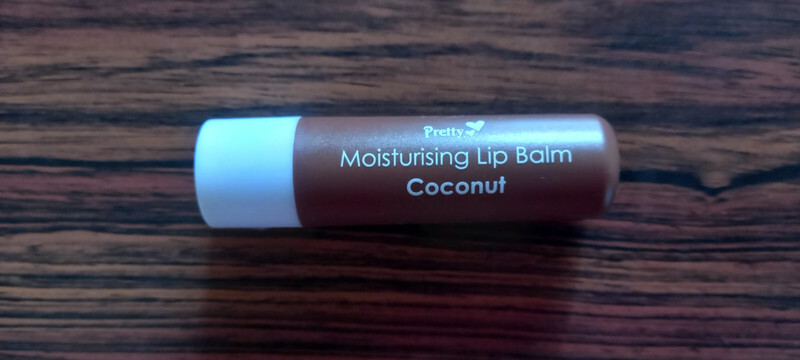 Pretty
Moisturising Lip Balm
Coconut